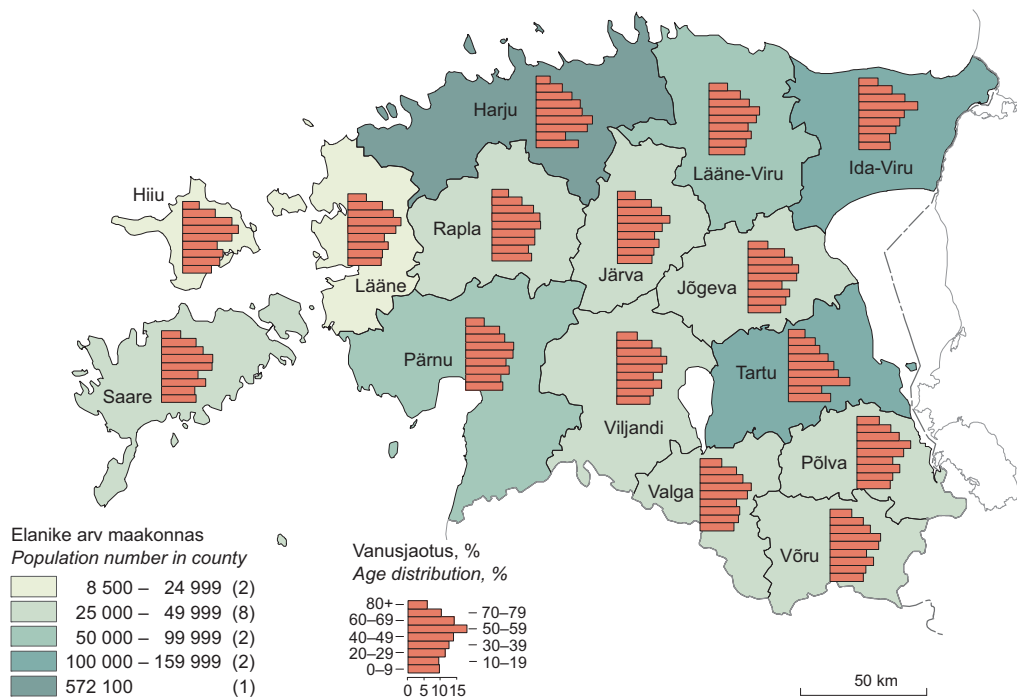 Harju
Lääne-Viru
Ida-Viru
Hiiu
Rapla
Järva
Lääne
Jõgeva
Pärnu
Tartu
Saare
Viljandi
Põlva
Valga
Võru
Elanike arv maakonnas
Population number in county
8 500 – 24 999 (2)
25 000 – 49 999 (8)
50 000 – 99 999 (2)
100 000 – 159 999 (2)
572 100 (1)
Vanusjaotus, %
Age distribution, %
80+
70–79
60–69
50–59
40–49
30–39
20–29
10–19
0–9
0 5 10 15
50 km